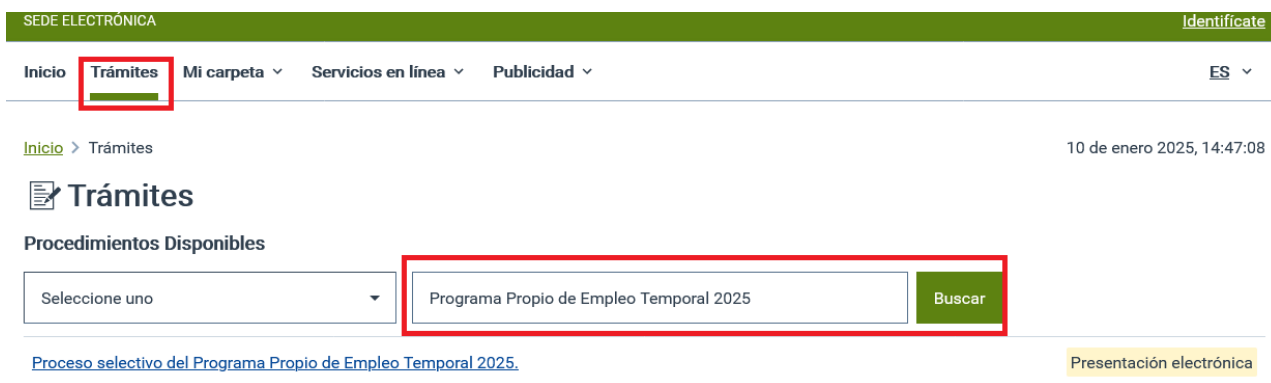 SEDE ELECTRÓNICA Identifícate
Inicio Trámites Mi carpeta Servicios en línea Publicidad ES
Inicio > Trámites 10 de enero 2025, 14:47:08
Trámites
Procedimientos Disponibles
Seleccione uno Programa Propio de Empleo Temporal 2025 Buscar
Proceso selectivo del Programa Propio de Empleo Temporal 2025. Presentación electrónica